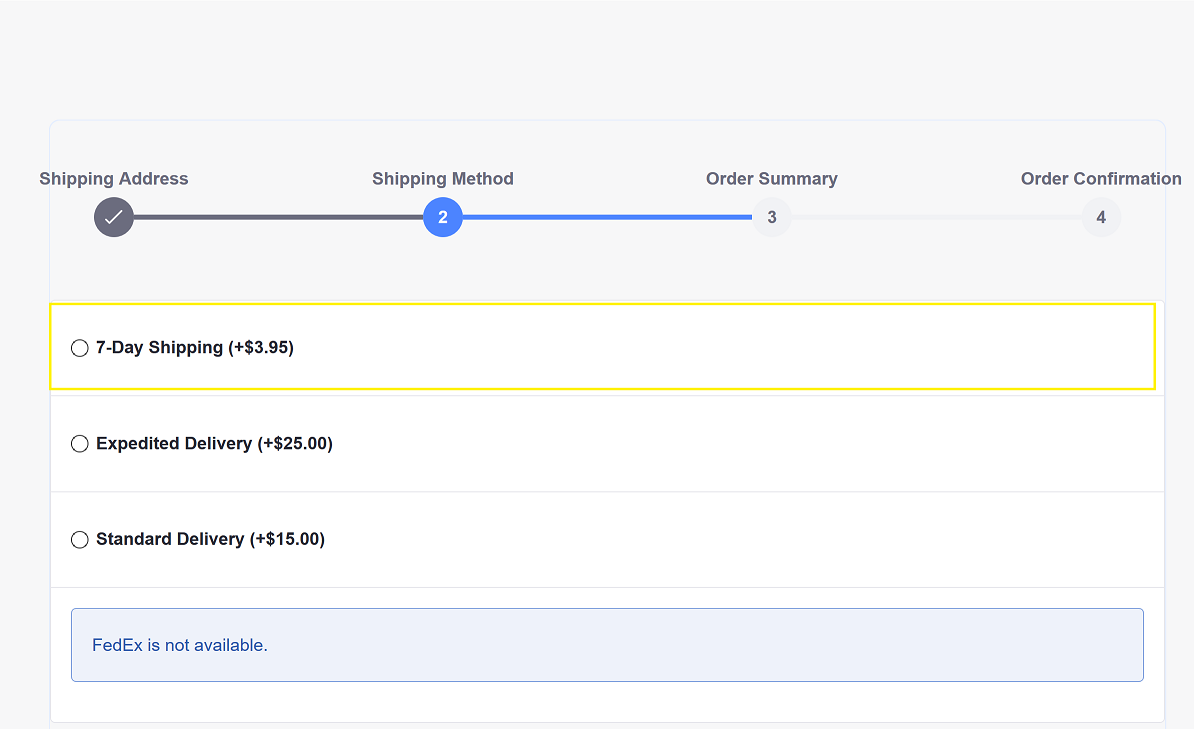 Shipping Address
Shipping Method
Order Summary
Order Confirmation
2
3
4
7-Day Shipping (+$3.95)
Expedited Delivery (+$25.00)
Standard Delivery (+$15.00)
FedEx is not available.